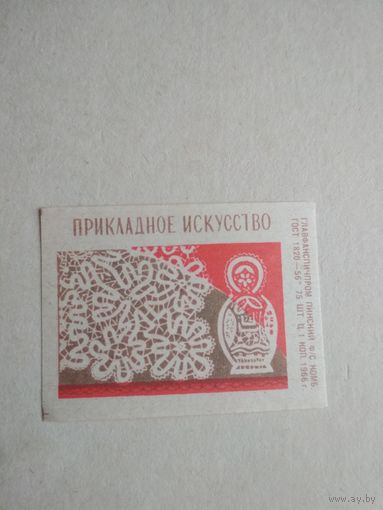 ПРИКЛАДНОЕ ИСКУССТВО
ГЛАВФАНСПИЧПРОМ ПИНСКИЙ Ф/С КОМБ.
ГОСТ 1820—56* 75 ШТ. Ц. 1 КОП. 1966 г.
www.ay.by